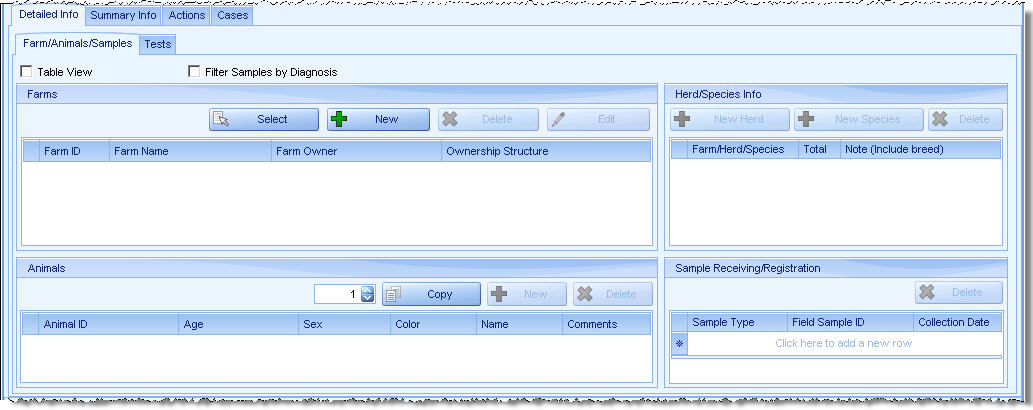 Detailed Info Summary Info Actions Cases
Farm/Animals/Samples Tests
Table View Filter Samples by Diagnosis
Farms
Select New Delete Edit
Farm ID Farm Name Farm Owner Ownership Structure
Herd/Species Info
New Herd New Species Delete
Farm/Herd/Species Total Note (Include breed)
Animals
1 Copy New Delete
Animal ID Age Sex Color Name Comments
Sample Receiving/Registration
Delete
Sample Type Field Sample ID Collection Date
Click here to add a new row